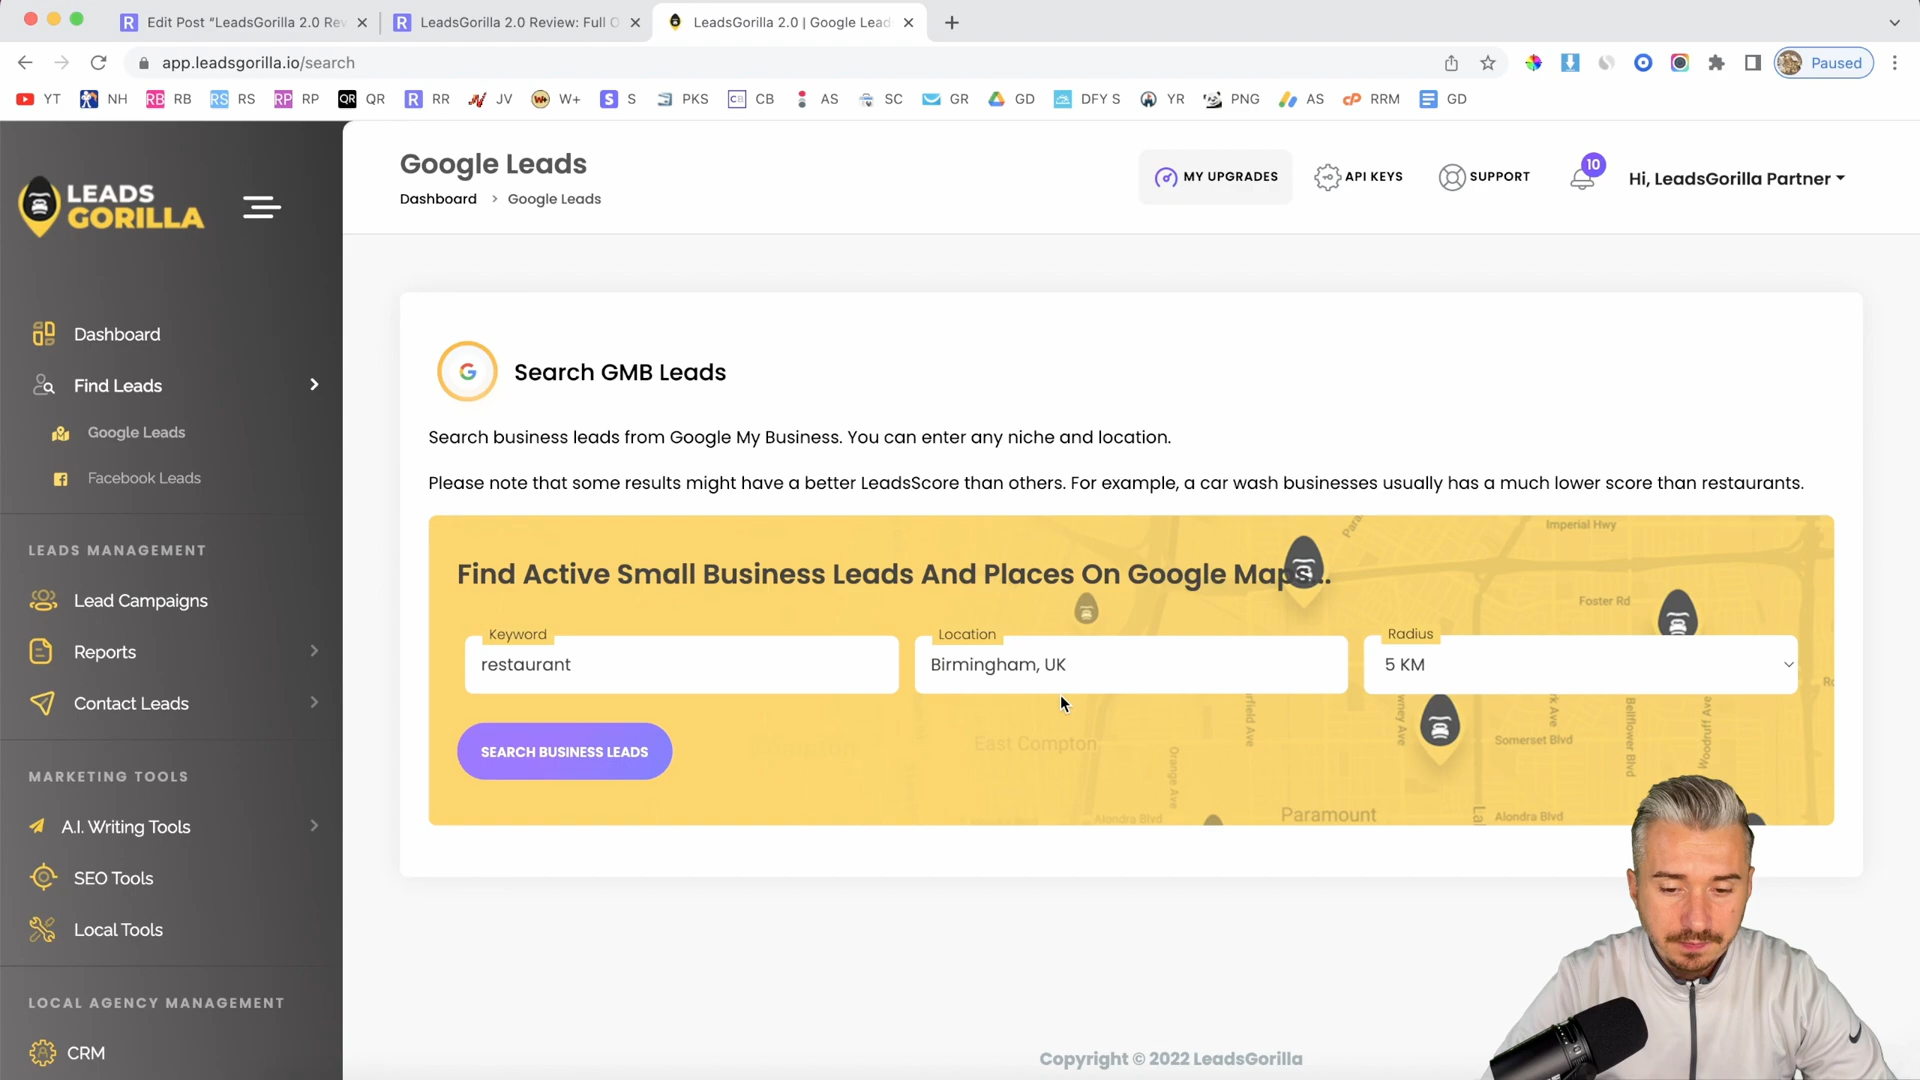 Edit Post “LeadsGorilla 2.0 Rev
LeadsGorilla 2.0 Review: Full O
LeadsGorilla 2.0 | Google Lead
app.leadsgorilla.io/search
Paused
YT
NH
RB
RS
RP
QR
RR
JV
W+
S
PKS
CB
AS
SC
GR
GD
DFY S
YR
PNG
AS
RRM
GD
LEADS
GORILLA
Google Leads
Dashboard > Google Leads
MY UPGRADES
API KEYS
SUPPORT
10
Hi, LeadsGorilla Partner
Dashboard
Find Leads
Google Leads
Facebook Leads
LEADS MANAGEMENT
Lead Campaigns
Reports
Contact Leads
MARKETING TOOLS
A.I. Writing Tools
SEO Tools
Local Tools
LOCAL AGENCY MANAGEMENT
CRM
Search GMB Leads
Search business leads from Google My Business. You can enter any niche and location.
Please note that some results might have a better LeadsScore than others. For example, a car wash businesses usually has a much lower score than restaurants.
Find Active Small Business Leads And Places On Google Maps...
Keyword
restaurant
Location
Birmingham, UK
Radius
5 KM
SEARCH BUSINESS LEADS
Imperial Hwy
Foster Rd
Somerset Blvd
East Compton
Orange Ave
Bellflower Blvd
Woodruff Ave
Paramount
Alondra Blvd
Alondra Blvd
Copyright © 2022 LeadsGorilla